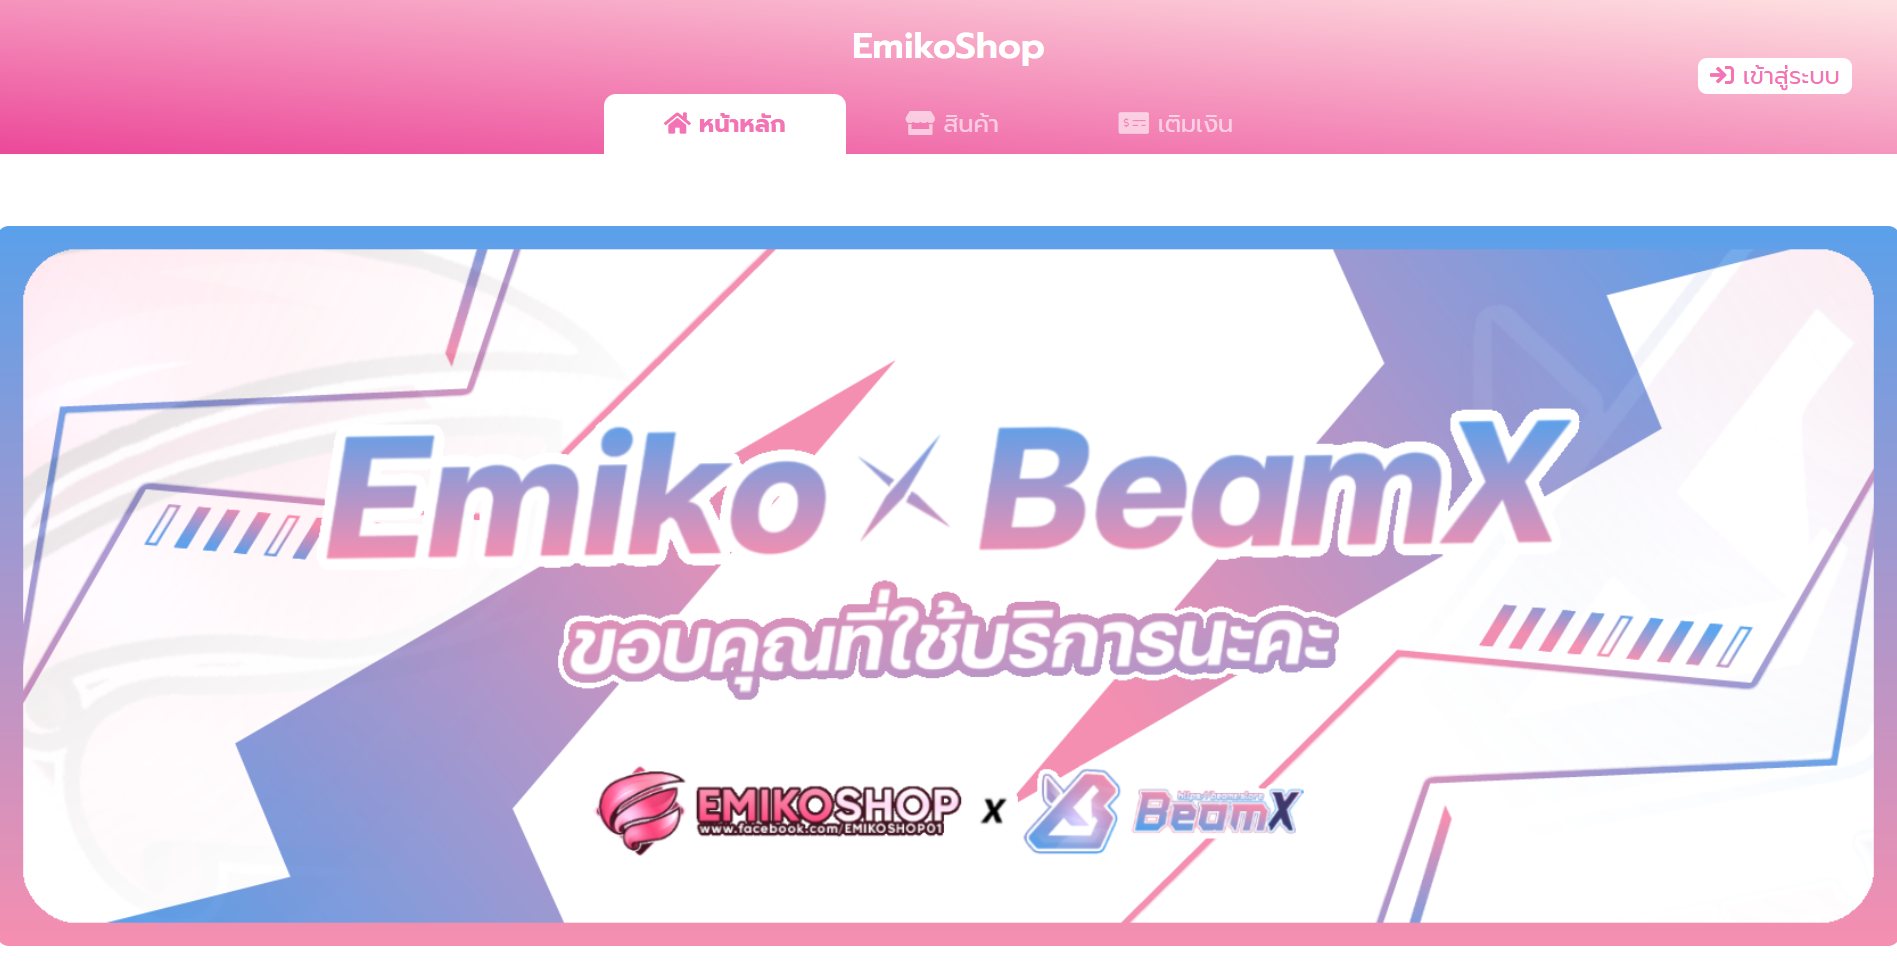 EmikoShop
เข้าสู่ระบบ
หน้าหลัก
สินค้า
เติมเงิน
Emiko X BeamX
ขอบคุณที่ใช้บริการนะคะ
EMIKOSHOP X BeamX
www.facebook.com/EMIKOSHOP01